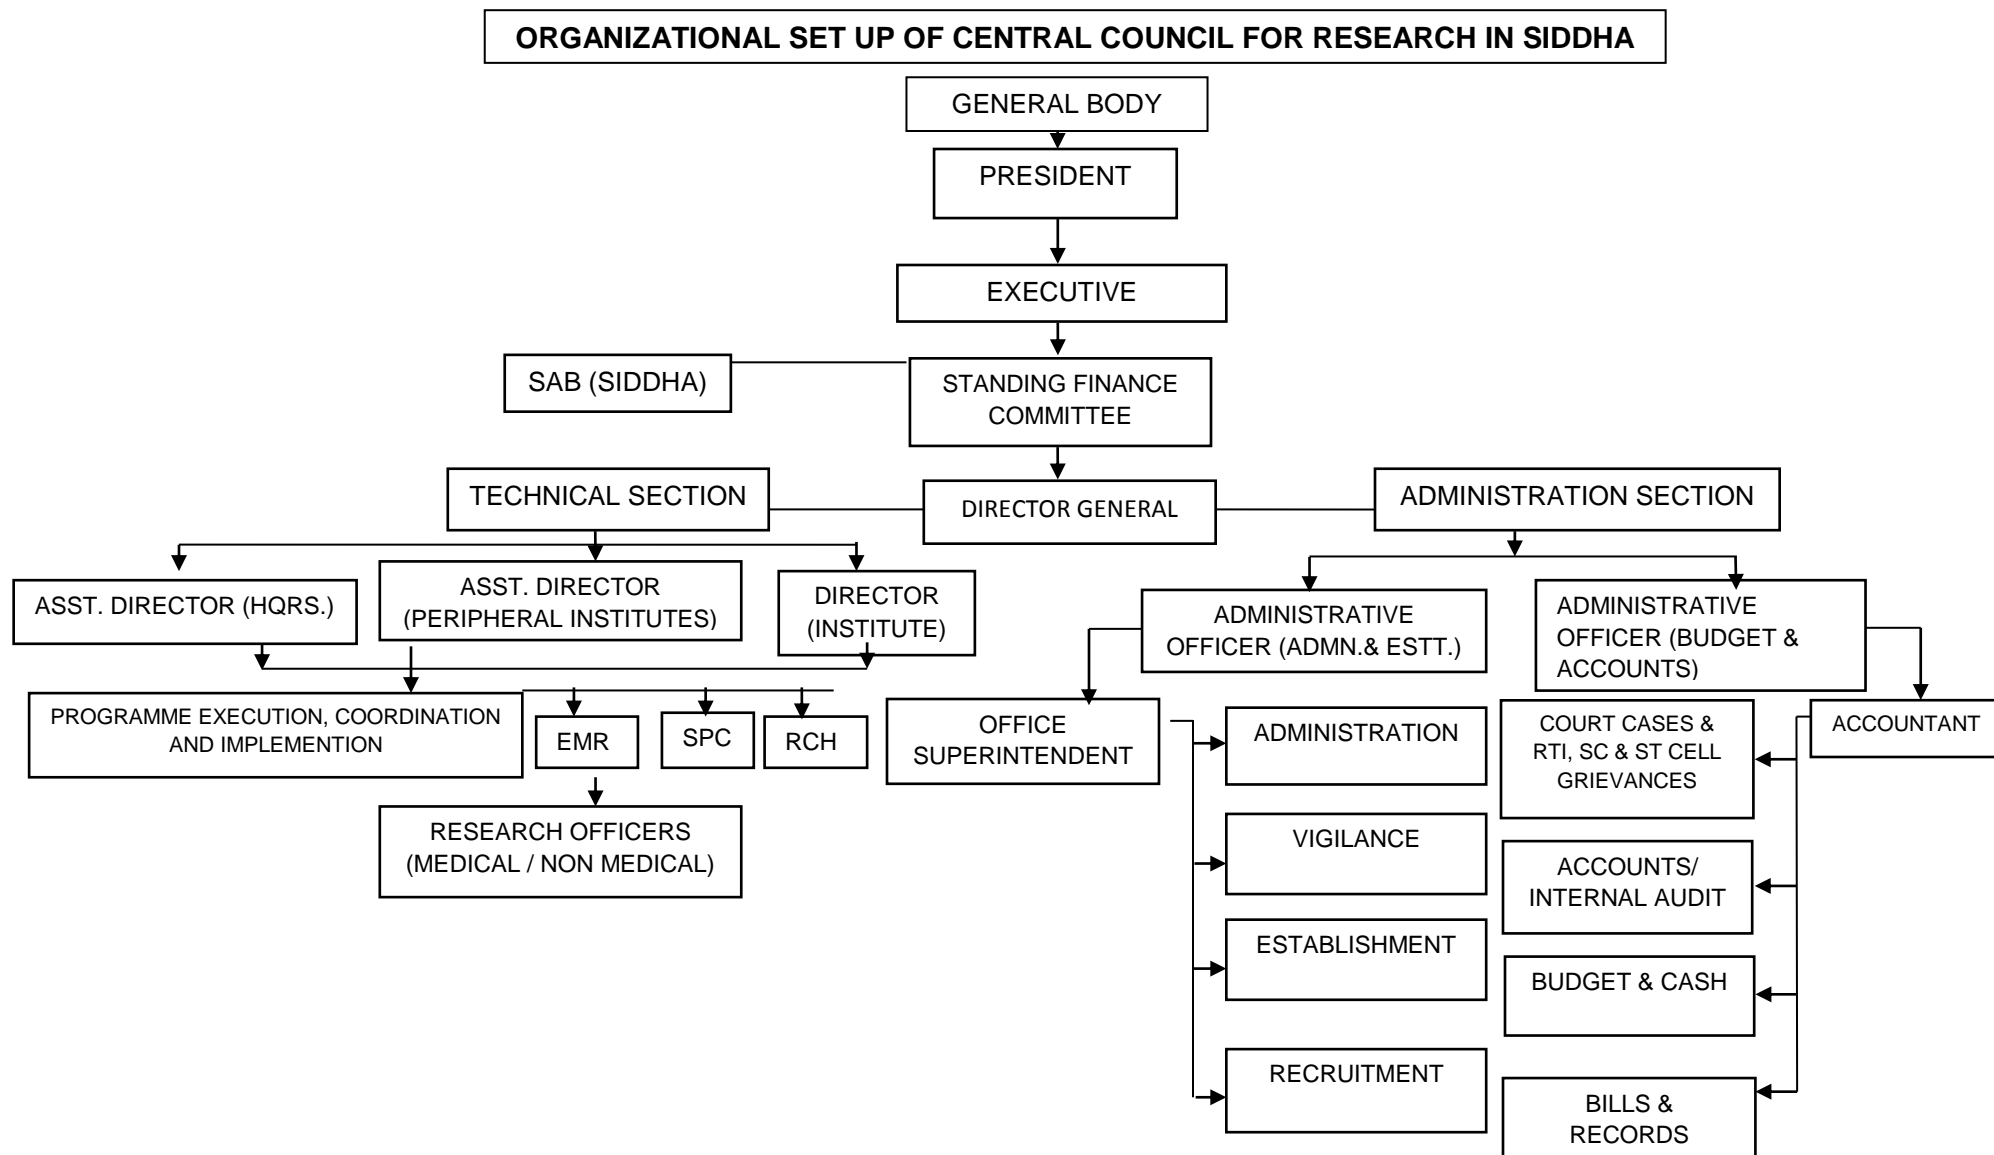 ORGANIZATIONAL SET UP OF CENTRAL COUNCIL FOR RESEARCH IN SIDDHA
GENERAL BODY
PRESIDENT
EXECUTIVE
SAB (SIDDHA)
STANDING FINANCE
COMMITTEE
TECHNICAL SECTION
DIRECTOR GENERAL
ADMINISTRATION SECTION
ASST. DIRECTOR (HQRS.)
ASST. DIRECTOR
(PERIPHERAL INSTITUTES)
DIRECTOR
(INSTITUTE)
ADMINISTRATIVE
OFFICER (ADMN.& ESTT.)
ADMINISTRATIVE
OFFICER (BUDGET &
ACCOUNTS)
PROGRAMME EXECUTION, COORDINATION
AND IMPLEMENTION
EMR
SPC
RCH
OFFICE
SUPERINTENDENT
ADMINISTRATION
COURT CASES &
RTI, SC & ST CELL
GRIEVANCES
ACCOUNTANT
RESEARCH OFFICERS
(MEDICAL / NON MEDICAL)
VIGILANCE
ACCOUNTS/
INTERNAL AUDIT
ESTABLISHMENT
BUDGET & CASH
RECRUITMENT
BILLS &
RECORDS